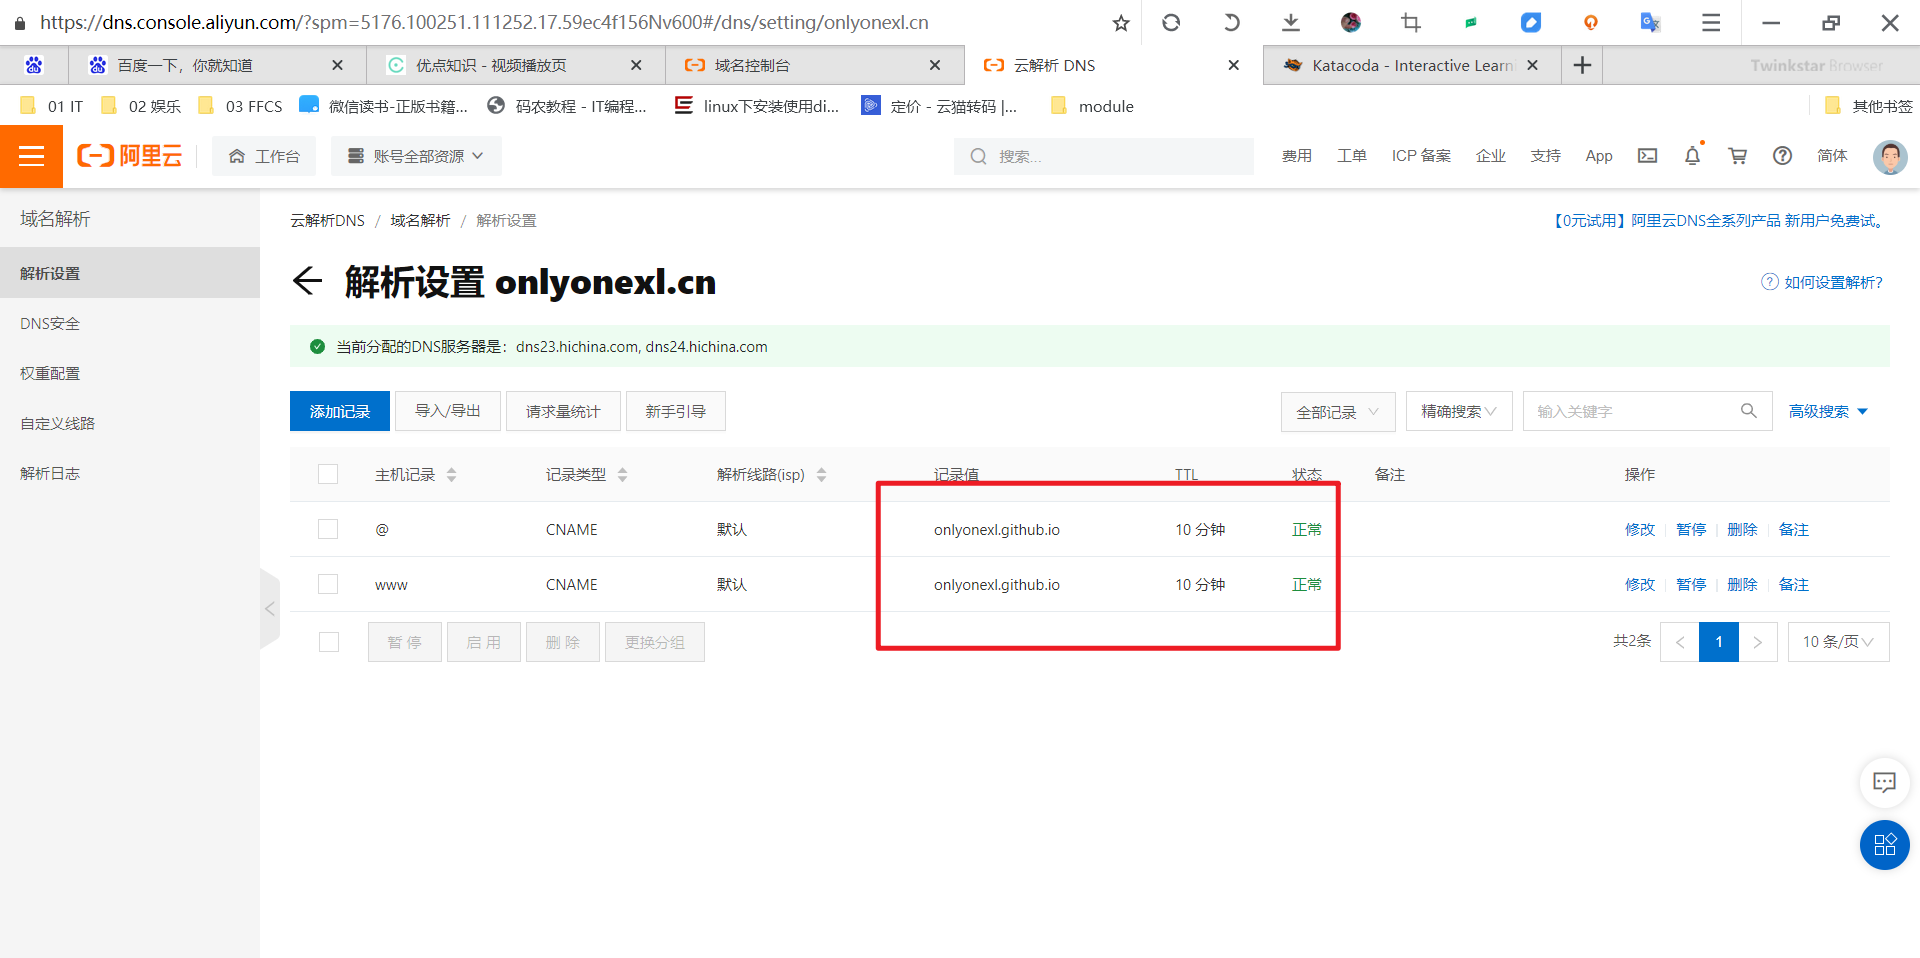 https://dns.console.aliyun.com/?spm=5176.100251.111252.17.59ec4f156Nv600#/dns/setting/onlyonexl.cn
百度一下，你就知道
优点知识 - 视频播放页
域名控制台
云解析 DNS
Katacoda - Interactive Learni
Twinkstar Browser
01 IT
02 娱乐
03 FFCS
微信读书-正版书籍...
码农教程 - IT编程...
linux下安装使用di...
定价 - 云猫转码 |...
module
其他书签
阿里云
工作台
账号全部资源
搜索...
费用
工单
ICP 备案
企业
支持
App
简体
域名解析
解析设置
DNS安全
权重配置
自定义线路
解析日志
云解析DNS / 域名解析 / 解析设置
【0元试用】阿里云DNS全系列产品 新用户免费试。
解析设置 onlyonexl.cn
如何设置解析?
当前分配的DNS服务器是： dns23.hichina.com, dns24.hichina.com
添加记录
导入/导出
请求量统计
新手引导
全部记录
精确搜索
输入关键字
高级搜索
主机记录 记录类型 解析线路(isp) 记录值 TTL 状态 备注 操作
@ CNAME 默认 onlyonexl.github.io 10 分钟 正常 修改 暂停 删除 备注
www CNAME 默认 onlyonexl.github.io 10 分钟 正常 修改 暂停 删除 备注
暂 停
启 用
删 除
更换分组
共2条
< 1 >
10 条/页